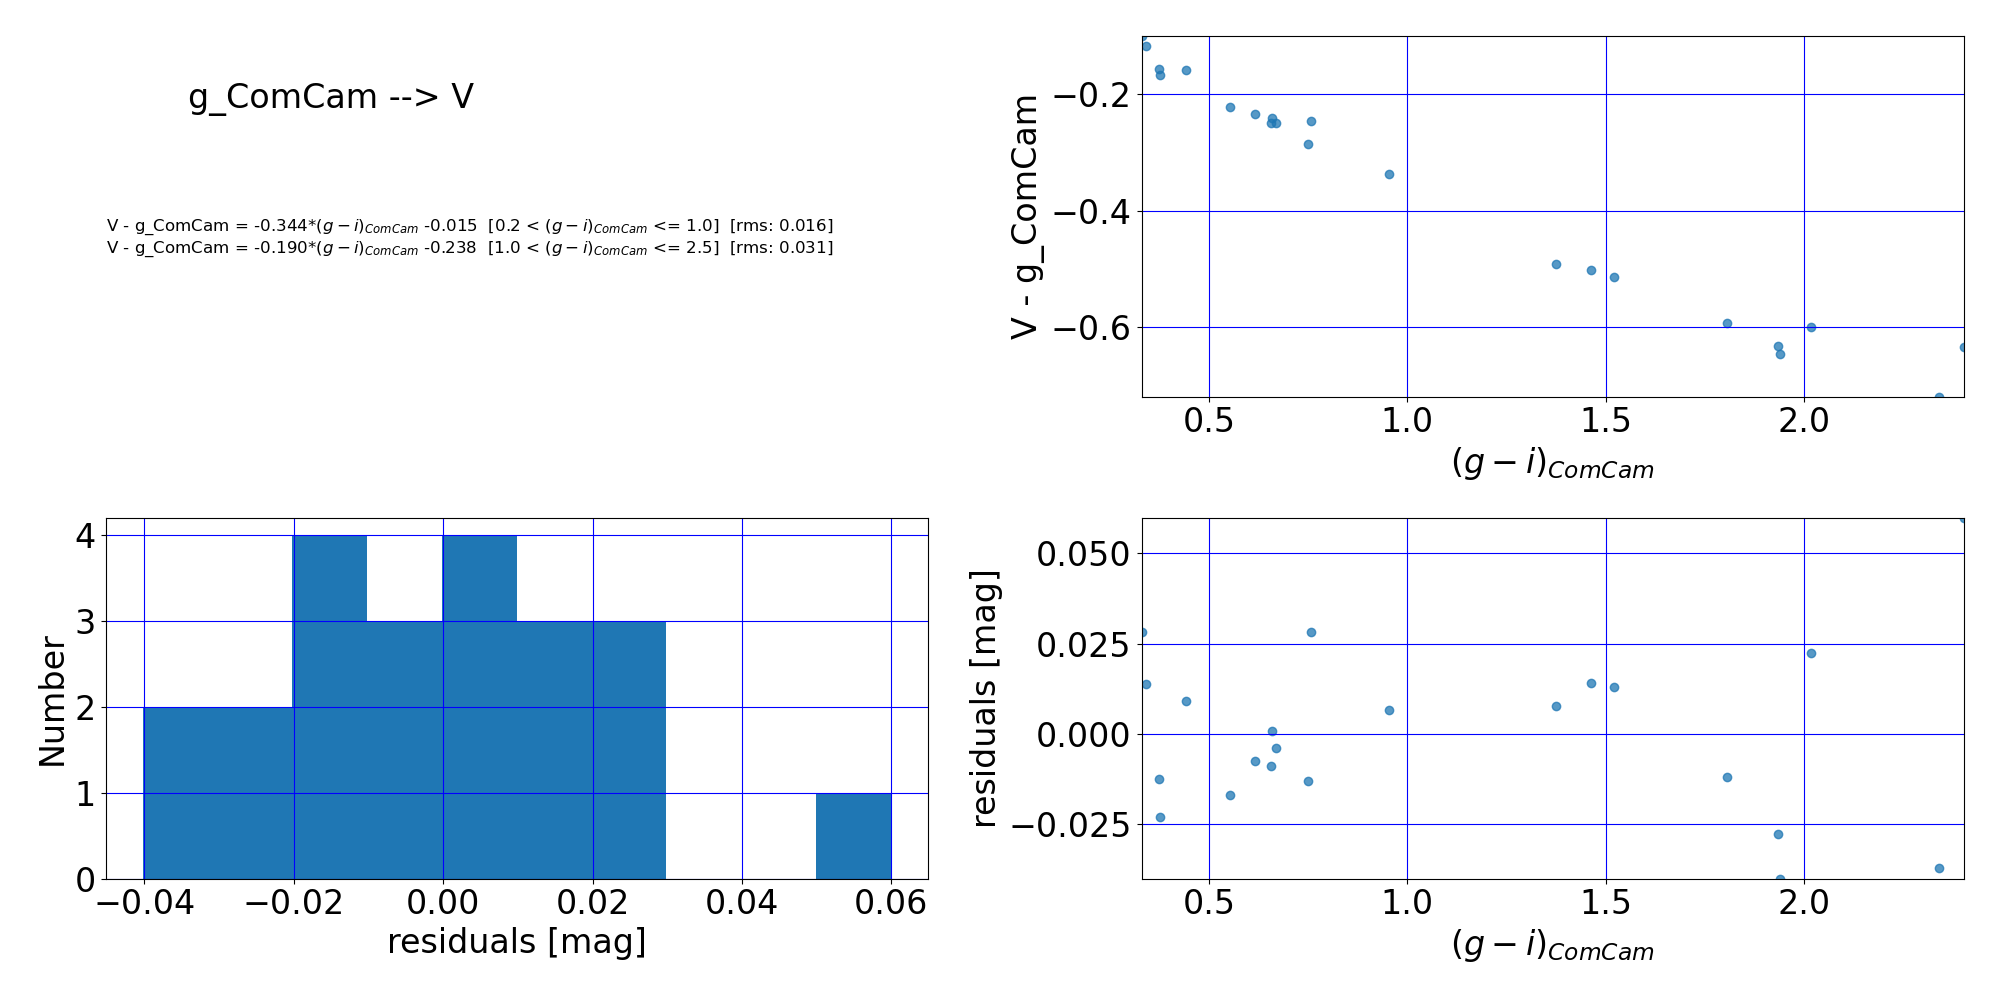 g_ComCam --> V
V - g_ComCam = -0.344*(g − i)ComCam -0.015 [0.2 < (g − i)ComCam <= 1.0] [rms: 0.016]
V - g_ComCam = -0.190*(g − i)ComCam -0.238 [1.0 < (g − i)ComCam <= 2.5] [rms: 0.031]
V - g_ComCam
−0.2
−0.4
−0.6
0.5 1.0 1.5 2.0
(g − i)ComCam
Number
4
3
2
1
0
−0.04 −0.02 0.00 0.02 0.04 0.06
residuals [mag]
residuals [mag]
0.050
0.025
0.000
−0.025
0.5 1.0 1.5 2.0
(g − i)ComCam